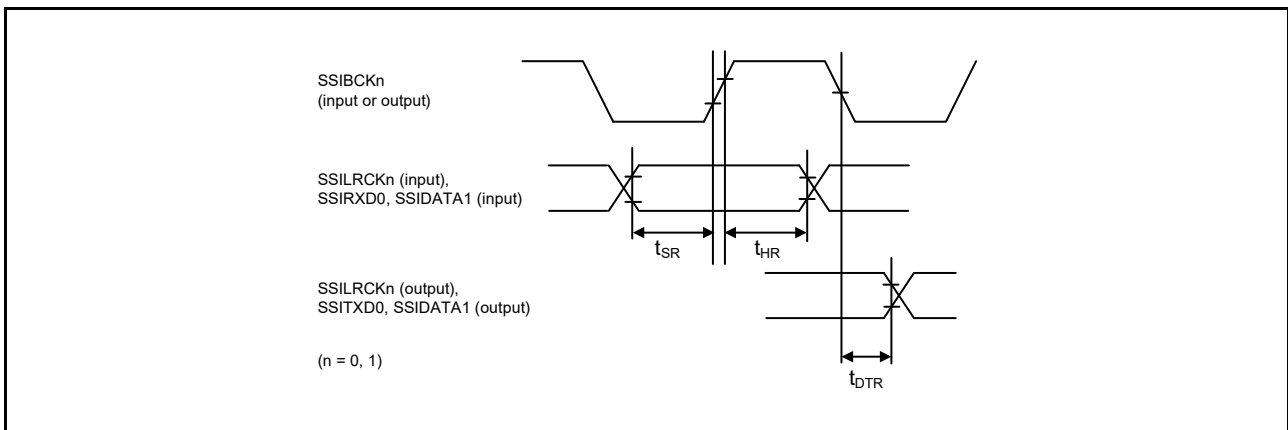 SSIBCKn
(input or output)
SSILRCKn (input),
SSIRXD0, SSIDATA1 (input)
tSR
tHR
SSILRCKn (output),
SSITXD0, SSIDATA1 (output)
(n = 0, 1)
tDTR